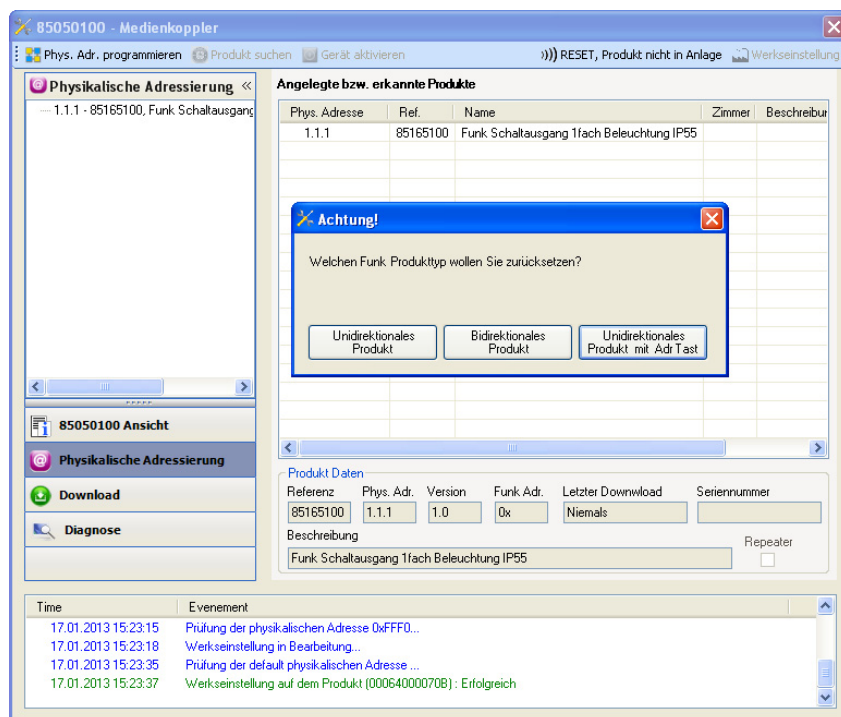 85050100 - Medienkoppler
Phys. Adr. programmieren Produkt suchen Gerät aktivieren RESET, Produkt nicht in Anlage Werkseinstellung
Physikalische Adressierung «
1.1.1 - 85165100, Funk Schaltausgang
Angelegte bzw. erkannte Produkte
Phys. Adresse Ref. Name Zimmer Beschreibun
1.1.1 85165100 Funk Schaltausgang 1fach Beleuchtung IP55
Achtung!
Welchen Funk Produkttyp wollen Sie zurücksetzen?
Unidirektionales Produkt
Bidirektionales Produkt
Unidirektionales Produkt mit Adr Tast
85050100 Ansicht
Physikalische Adressierung
Download
Diagnose
Produkt Daten
Referenz Phys. Adr. Version Funk Adr. Letzter Downwload Seriennummer
85165100 1.1.1 1.0 0x Niemals
Beschreibung
Repeater
Funk Schaltausgang 1fach Beleuchtung IP55
Time Evenement
17.01.2013 15:23:15 Prüfung der physikalischen Adresse 0xFFF0...
17.01.2013 15:23:18 Werkseinstellung in Bearbeitung...
17.01.2013 15:23:35 Prüfung der default physikalischen Adresse ...
17.01.2013 15:23:37 Werkseinstellung auf dem Produkt (00064000070B) : Erfolgreich